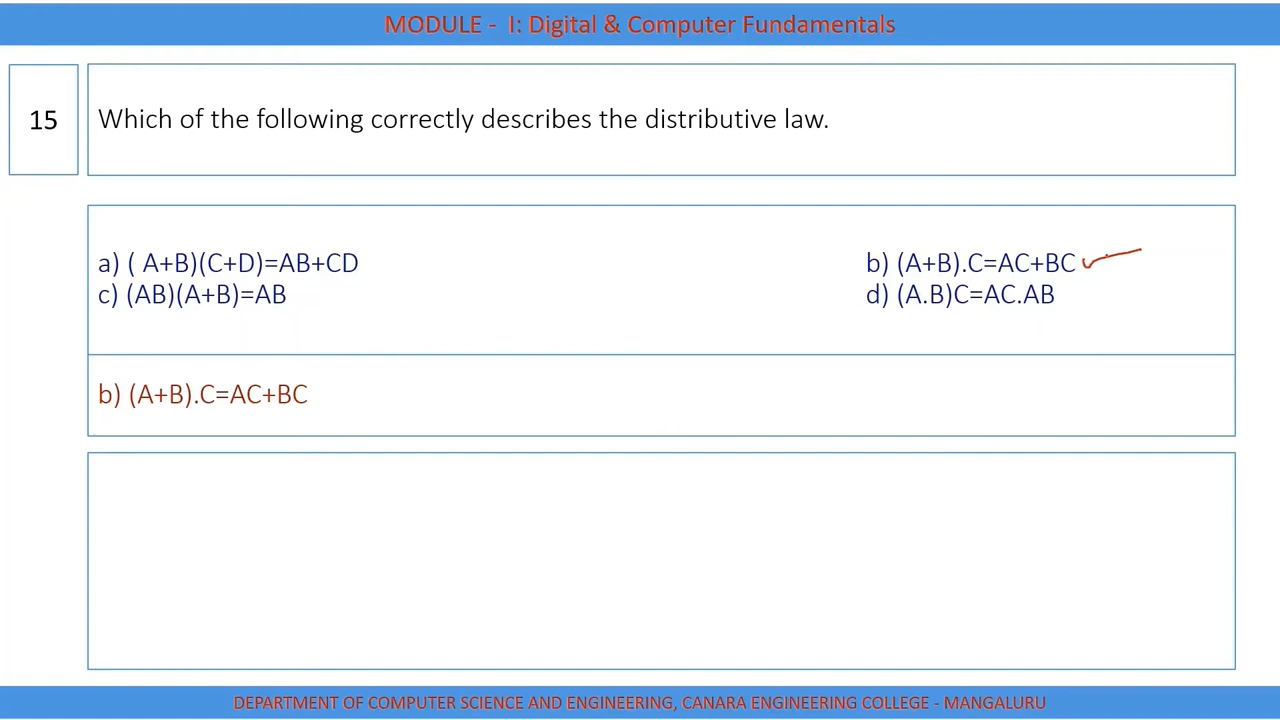 MODULE - I: Digital & Computer Fundamentals
15
Which of the following correctly describes the distributive law.
a) ( A+B)(C+D)=AB+CD
b) (A+B).C=AC+BC
c) (AB)(A+B)=AB
d) (A.B)C=AC.AB
b) (A+B).C=AC+BC
DEPARTMENT OF COMPUTER SCIENCE AND ENGINEERING, CANARA ENGINEERING COLLEGE - MANGALURU